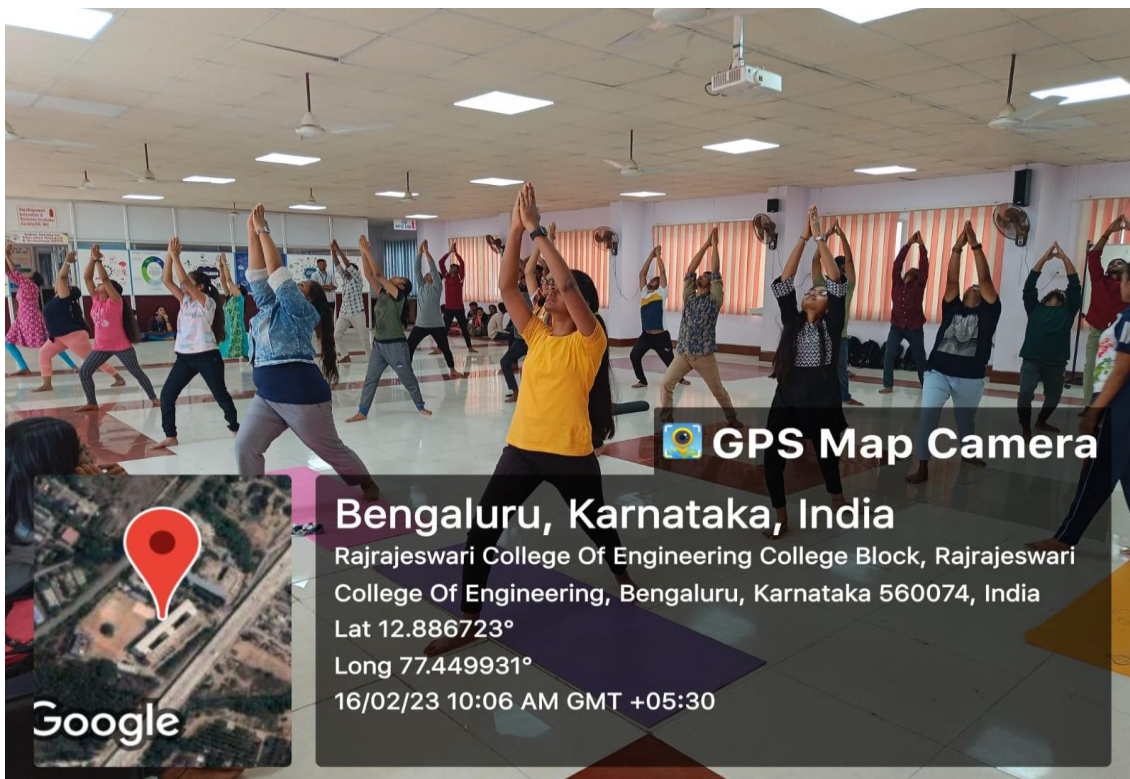 GPS Map Camera
Bengaluru, Karnataka, India
Rajrajeswari College Of Engineering College Block, Rajrajeswari
College Of Engineering, Bengaluru, Karnataka 560074, India
Lat 12.886723°
Long 77.449931°
16/02/23 10:06 AM GMT +05:30
Google